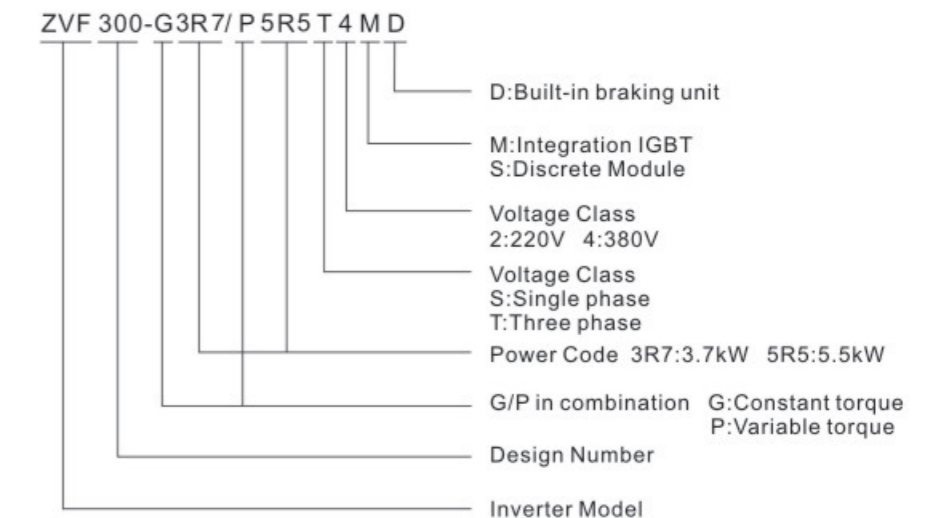 ZVF 300-G3R7/P5R5T4MD
D:Built-in braking unit
M:Integration IGBT
S:Discrete Module
Voltage Class
2:220V 4:380V
Voltage Class
S:Single phase
T:Three phase
Power Code 3R7:3.7kW 5R5:5.5kW
G/P in combination G:Constant torque
P:Variable torque
Design Number
Inverter Model